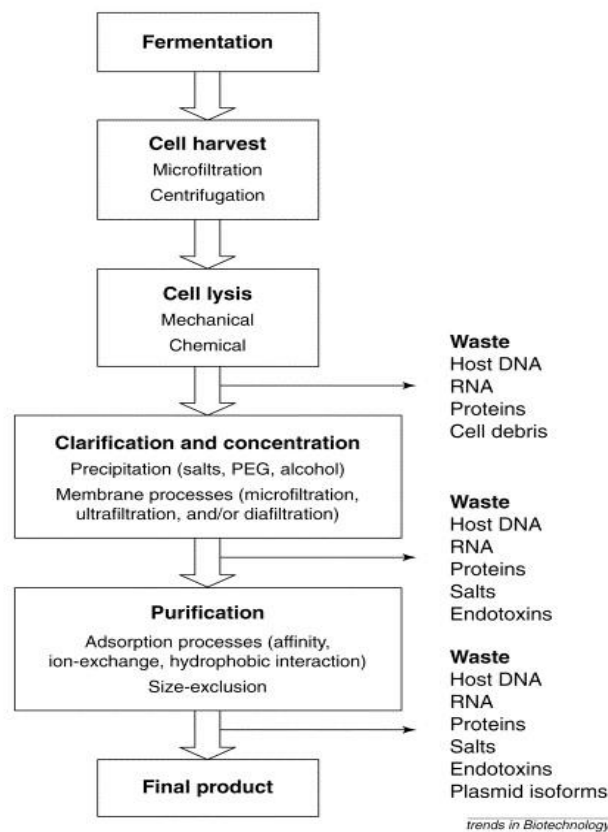 Fermentation
Cell harvest
Microfiltration
Centrifugation
Cell lysis
Mechanical
Chemical
Waste
Host DNA
RNA
Proteins
Cell debris
Clarification and concentration
Precipitation (salts, PEG, alcohol)
Membrane processes (microfiltration,
ultrafiltration, and/or diafiltration)
Waste
Host DNA
RNA
Proteins
Salts
Endotoxins
Purification
Adsorption processes (affinity,
ion-exchange, hydrophobic interaction)
Size-exclusion
Waste
Host DNA
RNA
Proteins
Salts
Endotoxins
Plasmid isoforms
Final product
trends in Biotechnology